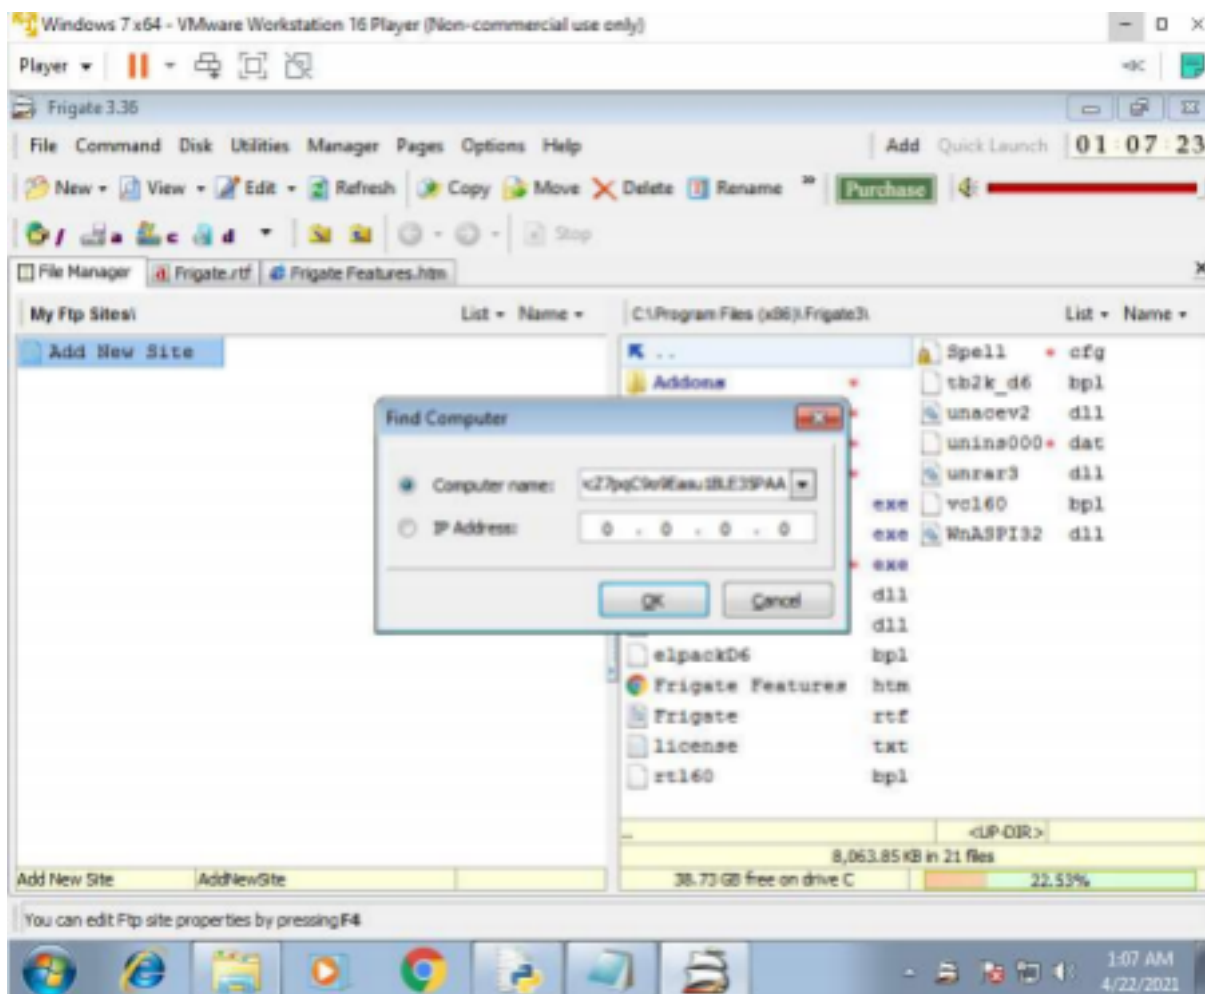 Windows 7 x64 - VMware Workstation 16 Player (Non-commercial use only)
Player
Frigate 3.36
File Command Disk Utilities Manager Pages Options Help Add Quick Launch 01:07:23
New View Edit Refresh Copy Move Delete Rename » Purchase
/ a c d Stop
File Manager Frigate.rtf Frigate Features.htm
My Ftp Sites\ List Name C:\Program Files (x86)\Frigate3\ List Name
Add New Site .. Spell cfg
Addons tb2k_d6 bpl
Find Computer unacev2 dll
unins000 dat
Computer name: unrar3 dll
exe vcl60 bpl
IP Address: 0 . 0 . 0 . 0 exe WnASPI32 dll
exe
OK Cancel dll
dll
elpackD6 bpl
Frigate Features htm
Frigate rtf
license txt
rtl60 bpl
.. <UP-DIR>
8,063.85 KB in 21 files
Add New Site AddNewSite 38.73 GB free on drive C 22.53%
You can edit Ftp site properties by pressing F4
1:07 AM
4/22/2021